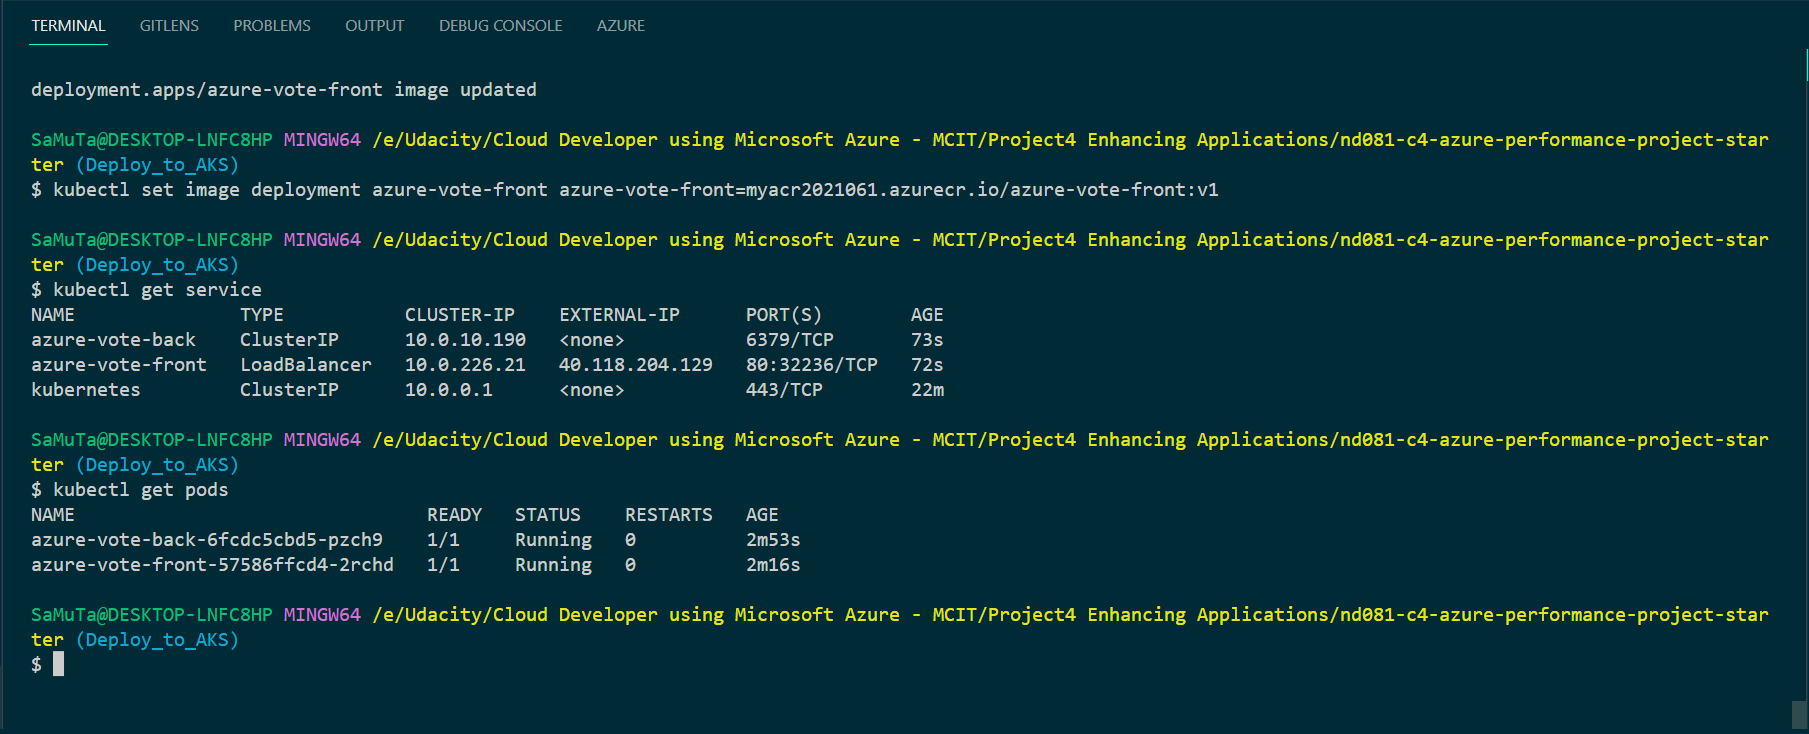 TERMINAL GITLENS PROBLEMS OUTPUT DEBUG CONSOLE AZURE
deployment.apps/azure-vote-front image updated
SaMuTa@DESKTOP-LNFC8HP MINGW64 /e/Udacity/Cloud Developer using Microsoft Azure - MCIT/Project4 Enhancing Applications/nd081-c4-azure-performance-project-star
ter (Deploy_to_AKS)
$ kubectl set image deployment azure-vote-front azure-vote-front=myacr2021061.azurecr.io/azure-vote-front:v1
SaMuTa@DESKTOP-LNFC8HP MINGW64 /e/Udacity/Cloud Developer using Microsoft Azure - MCIT/Project4 Enhancing Applications/nd081-c4-azure-performance-project-star
ter (Deploy_to_AKS)
$ kubectl get service
NAME TYPE CLUSTER-IP EXTERNAL-IP PORT(S) AGE
azure-vote-back ClusterIP 10.0.10.190 <none> 6379/TCP 73s
azure-vote-front LoadBalancer 10.0.226.21 40.118.204.129 80:32236/TCP 72s
kubernetes ClusterIP 10.0.0.1 <none> 443/TCP 22m
SaMuTa@DESKTOP-LNFC8HP MINGW64 /e/Udacity/Cloud Developer using Microsoft Azure - MCIT/Project4 Enhancing Applications/nd081-c4-azure-performance-project-star
ter (Deploy_to_AKS)
$ kubectl get pods
NAME READY STATUS RESTARTS AGE
azure-vote-back-6fcdc5cbd5-pzch9 1/1 Running 0 2m53s
azure-vote-front-57586ffcd4-2rchd 1/1 Running 0 2m16s
SaMuTa@DESKTOP-LNFC8HP MINGW64 /e/Udacity/Cloud Developer using Microsoft Azure - MCIT/Project4 Enhancing Applications/nd081-c4-azure-performance-project-star
ter (Deploy_to_AKS)
$